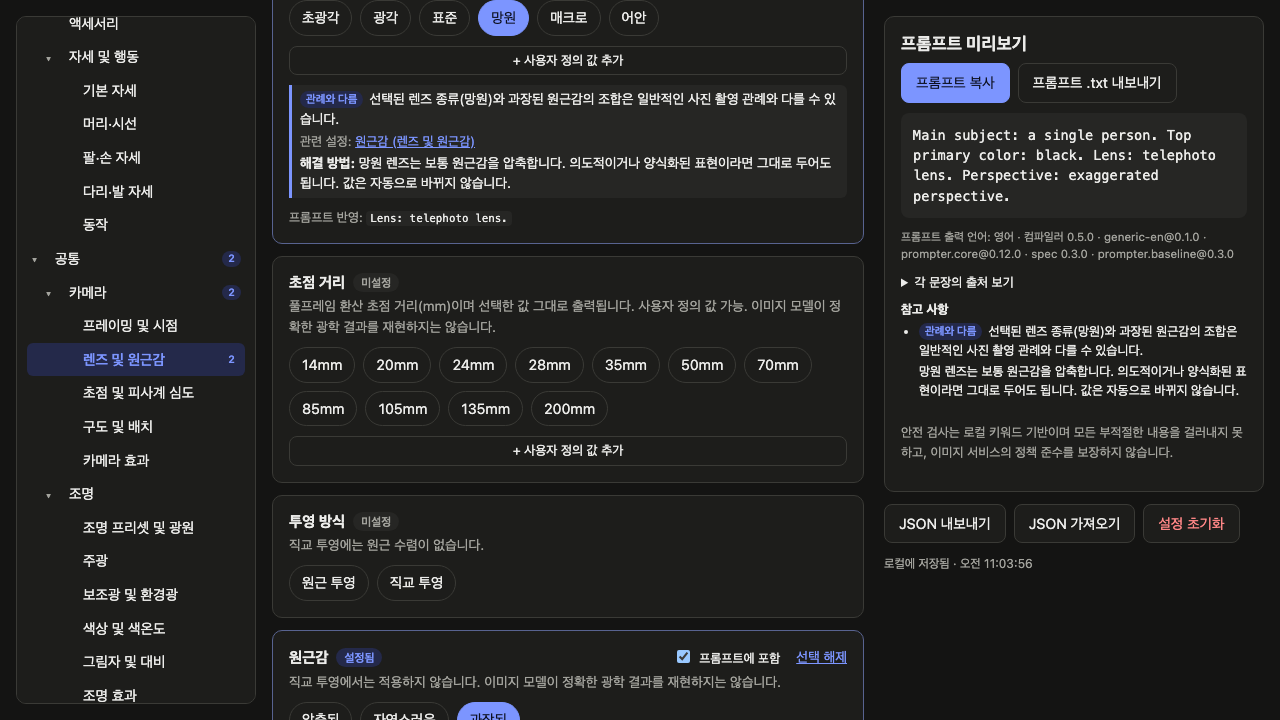 액세서리
자세 및 행동
기본 자세
머리·시선
팔·손 자세
다리·발 자세
동작
공통 2
카메라 2
프레이밍 및 시점
렌즈 및 원근감 2
초점 및 피사계 심도
구도 및 배치
카메라 효과
조명
조명 프리셋 및 광원
주광
보조광 및 환경광
색상 및 색온도
그림자 및 대비
조명 효과
초광각 광각 표준 망원 매크로 어안
+ 사용자 정의 값 추가
관례와 다름 선택된 렌즈 종류(망원)와 과장된 원근감의 조합은 일반적인 사진 촬영 관례와 다를 수 있
습니다.
관련 설정: 원근감 (렌즈 및 원근감)
해결 방법: 망원 렌즈는 보통 원근감을 압축합니다. 의도적이거나 양식화된 표현이라면 그대로 두어도
됩니다. 값은 자동으로 바뀌지 않습니다.
프롬프트 반영: Lens: telephoto lens.
초점 거리 미설정
풀프레임 환산 초점 거리(mm)이며 선택한 값 그대로 출력됩니다. 사용자 정의 값 가능. 이미지 모델이 정
확한 광학 결과를 재현하지는 않습니다.
14mm 20mm 24mm 28mm 35mm 50mm 70mm
85mm 105mm 135mm 200mm
+ 사용자 정의 값 추가
투영 방식 미설정
직교 투영에는 원근 수렴이 없습니다.
원근 투영 직교 투영
원근감 설정됨 프롬프트에 포함 선택 해제
직교 투영에서는 적용하지 않습니다. 이미지 모델이 정확한 광학 결과를 재현하지는 않습니다.
압축된 자연스러운 과장된
프롬프트 미리보기
프롬프트 복사 프롬프트 .txt 내보내기
Main subject: a single person. Top
primary color: black. Lens: telephoto
lens. Perspective: exaggerated
perspective.
프롬프트 출력 언어: 영어 · 컴파일러 0.5.0 · generic-en@0.1.0 ·
prompter.core@0.12.0 · spec 0.3.0 · prompter.baseline@0.3.0
각 문장의 출처 보기
참고 사항
관례와 다름 선택된 렌즈 종류(망원)와 과장된 원근감의 조합은
일반적인 사진 촬영 관례와 다를 수 있습니다.
망원 렌즈는 보통 원근감을 압축합니다. 의도적이거나 양식화된 표
현이라면 그대로 두어도 됩니다. 값은 자동으로 바뀌지 않습니다.
안전 검사는 로컬 키워드 기반이며 모든 부적절한 내용을 걸러내지 못
하고, 이미지 서비스의 정책 준수를 보장하지 않습니다.
JSON 내보내기 JSON 가져오기 설정 초기화
로컬에 저장됨 · 오전 11:03:56